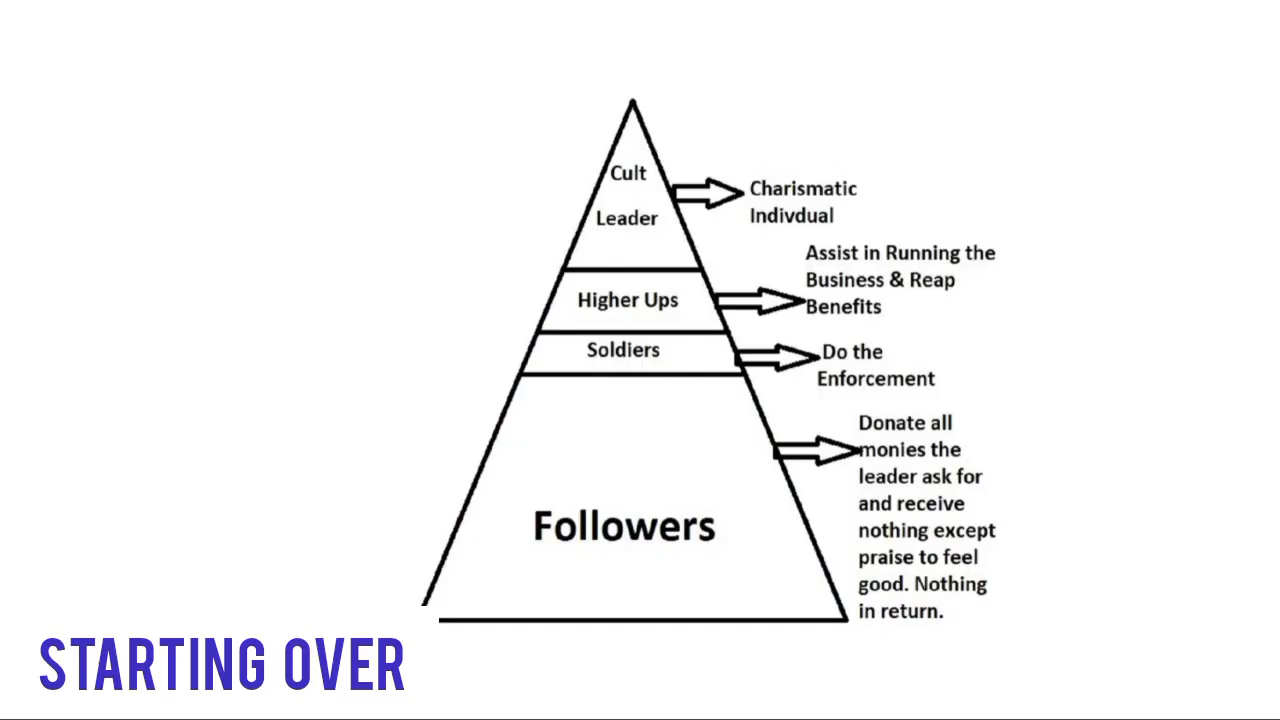 Cult
Leader
Charismatic
Indivdual
Higher Ups
Assist in Running the
Business & Reap
Benefits
Soldiers
Do the
Enforcement
Followers
Donate all
monies the
leader ask for
and receive
nothing except
praise to feel
good. Nothing
in return.
STARTING OVER